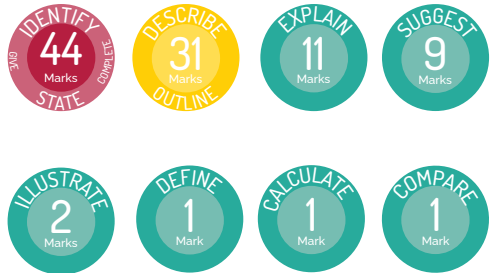 IDENTIFY
GIVE
44
COMPLETE
Marks
STATE
DESCRIBE
31
Marks
OUTLINE
EXPLAIN
11
Marks
SUGGEST
9
Marks
ILLUSTRATE
2
Marks
DEFINE
1
Mark
CALCULATE
1
Mark
COMPARE
1
Mark